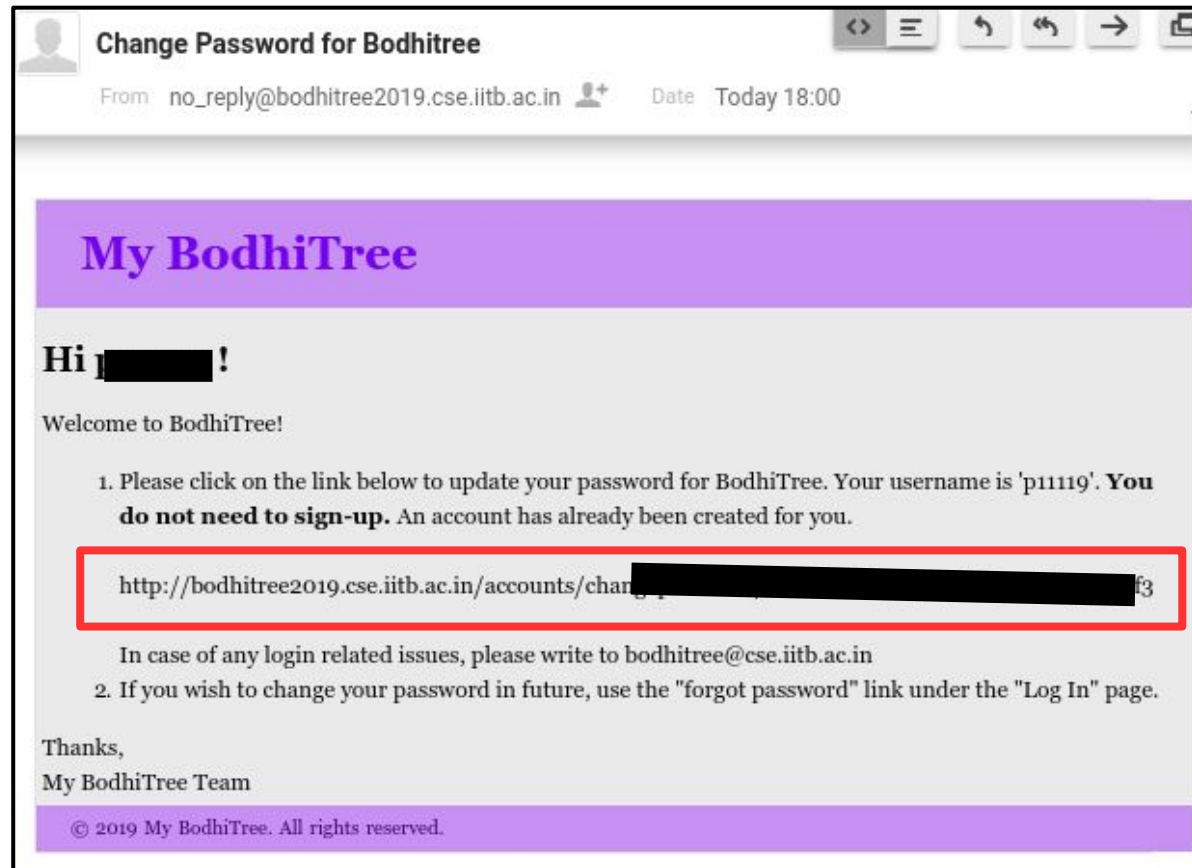 Change Password for Bodhitree
From no_reply@bodhitree2019.cse.iitb.ac.in Date Today 18:00
My BodhiTree
Hi !
Welcome to BodhiTree!
1. Please click on the link below to update your password for BodhiTree. Your username is 'p11119'. You
do not need to sign-up. An account has already been created for you.
http://bodhitree2019.cse.iitb.ac.in/accounts/chan f3
In case of any login related issues, please write to bodhitree@cse.iitb.ac.in
2. If you wish to change your password in future, use the "forgot password" link under the "Log In" page.
Thanks,
My BodhiTree Team
© 2019 My BodhiTree. All rights reserved.